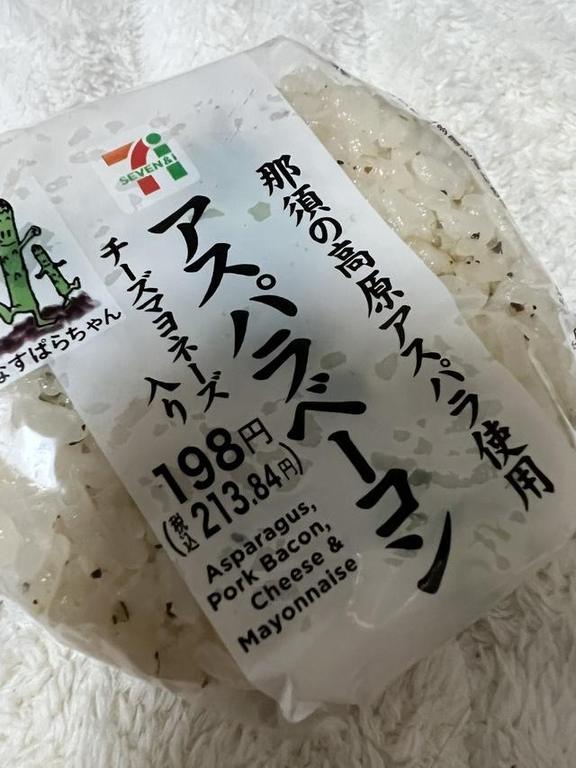 SEVEN&i
那須の高原アスパラ使用
アスパラベーコン
チーズマヨネーズ入り
198円
(税込213.84円)
Asparagus,
Pork Bacon,
Cheese &
Mayonnaise
なすぱらちゃん